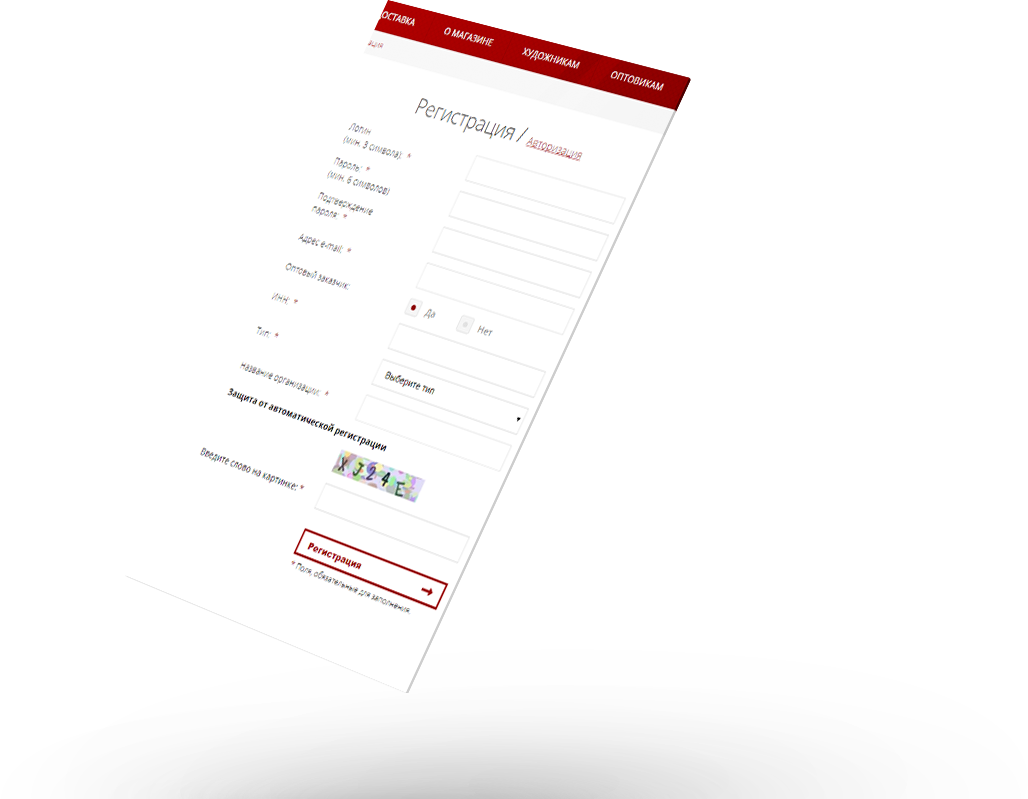 ОСТАВКА О МАГАЗИНЕ ХУДОЖНИКАМ ОПТОВИКАМ
ация
Регистрация / Авторизация
Логин
(мин. 3 символа): *
Пароль: *
(мин. 6 символов)
Подтверждение
пароля: *
Адрес e-mail: *
Оптовый заказчик:
Да Нет
ИНН: *
Тип: *
Выберите тип
Название организации: *
Защита от автоматической регистрации
XJ24E
Введите слово на картинке: *
Регистрация
* Поля, обязательные для заполнения